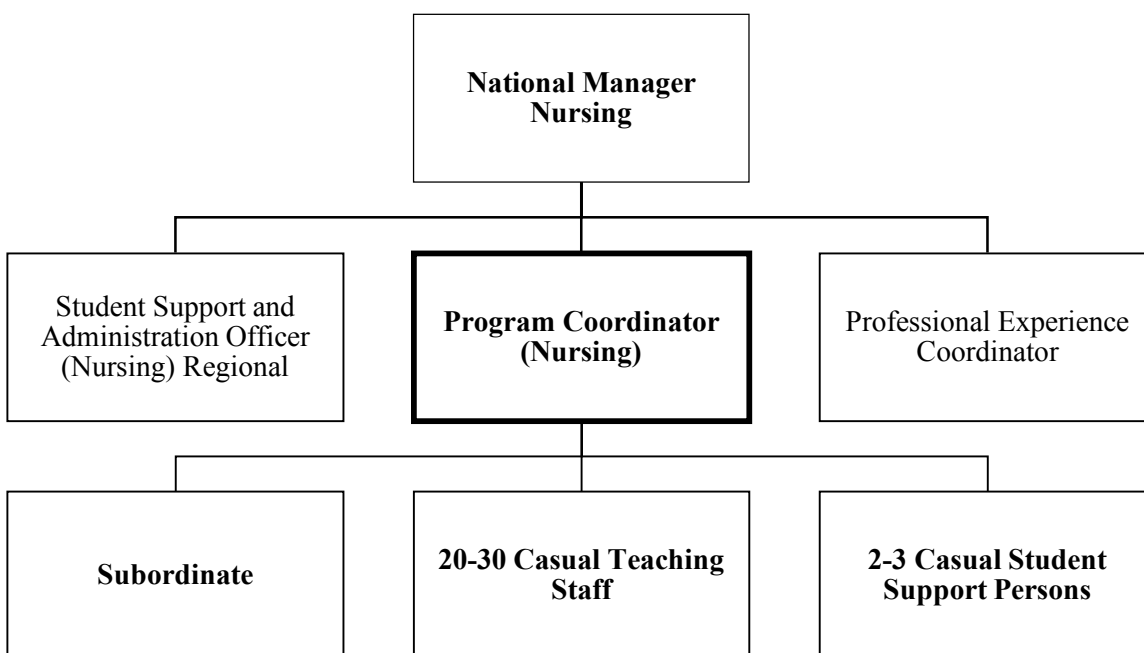 National Manager
Nursing
Student Support and
Administration Officer
(Nursing) Regional
Program Coordinator
(Nursing)
Professional Experience
Coordinator
Subordinate
20-30 Casual Teaching
Staff
2-3 Casual Student
Support Persons